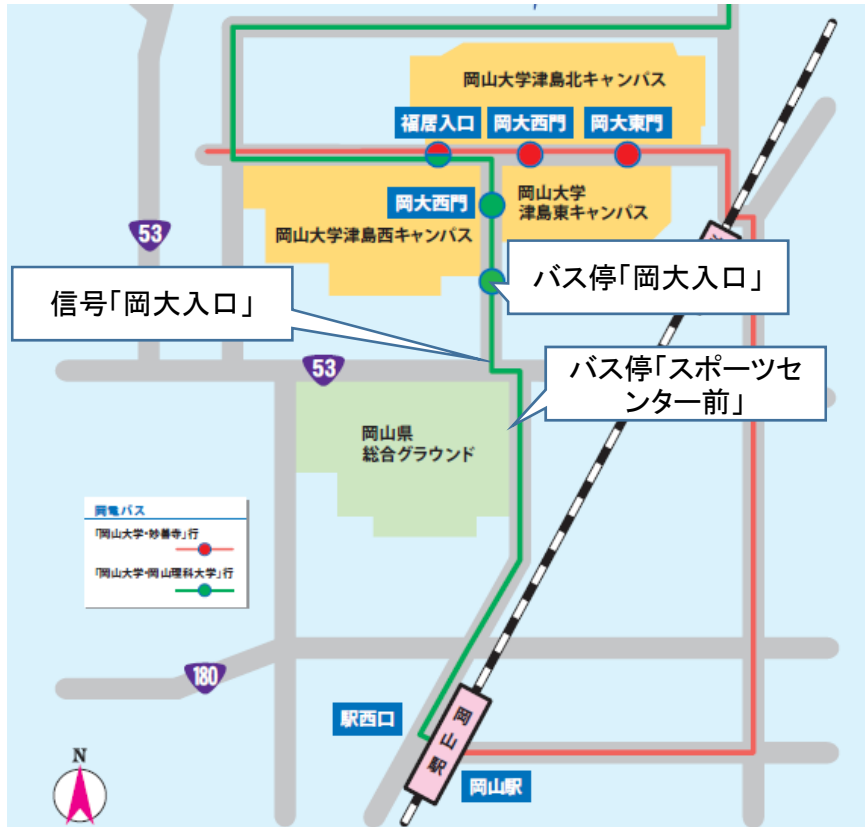 岡山大学津島北キャンパス
福居入口
岡大西門
岡大東門
岡大西門
岡山大学
津島東キャンパス
岡山大学津島西キャンパス
53
信号「岡大入口」
バス停「岡大入口」
53
バス停「スポーツセ
ンター前」
岡山県
総合グラウンド
岡電バス
「岡山大学・妙善寺」行
「岡山大学・岡山理科大学」行
180
駅西口
岡山駅
岡山駅
N